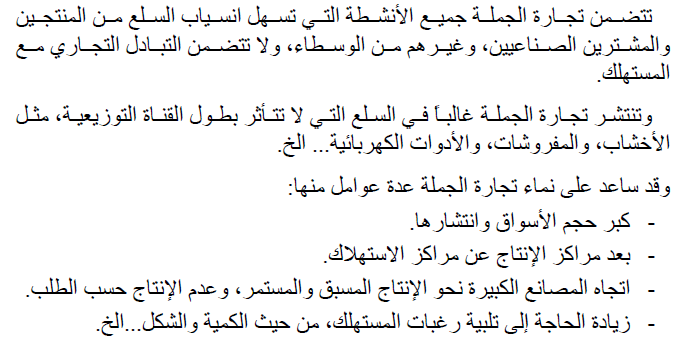 تتضمن تجارة الجملة جميع الأنشطة التي تسهل انسياب السلع من المنتجين
والمشترين الصناعيين، وغيرهم من الوسطاء، ولا تتضمن التبادل التجاري مع
المستهلك.
وتنتشر تجارة الجملة غالباً في السلع التي لا تتأثر بطول القناة التوزيعية، مثل
الأخشاب، والمفروشات، والأدوات الكهربائية... الخ.
وقد ساعد على نماء تجارة الجملة عدة عوامل منها:
- كبر حجم الأسواق وانتشارها.
- بعد مراكز الإنتاج عن مراكز الاستهلاك.
- اتجاه المصانع الكبيرة نحو الإنتاج المسبق والمستمر، وعدم الإنتاج حسب الطلب.
- زيادة الحاجة إلى تلبية رغبات المستهلك، من حيث الكمية والشكل...الخ.